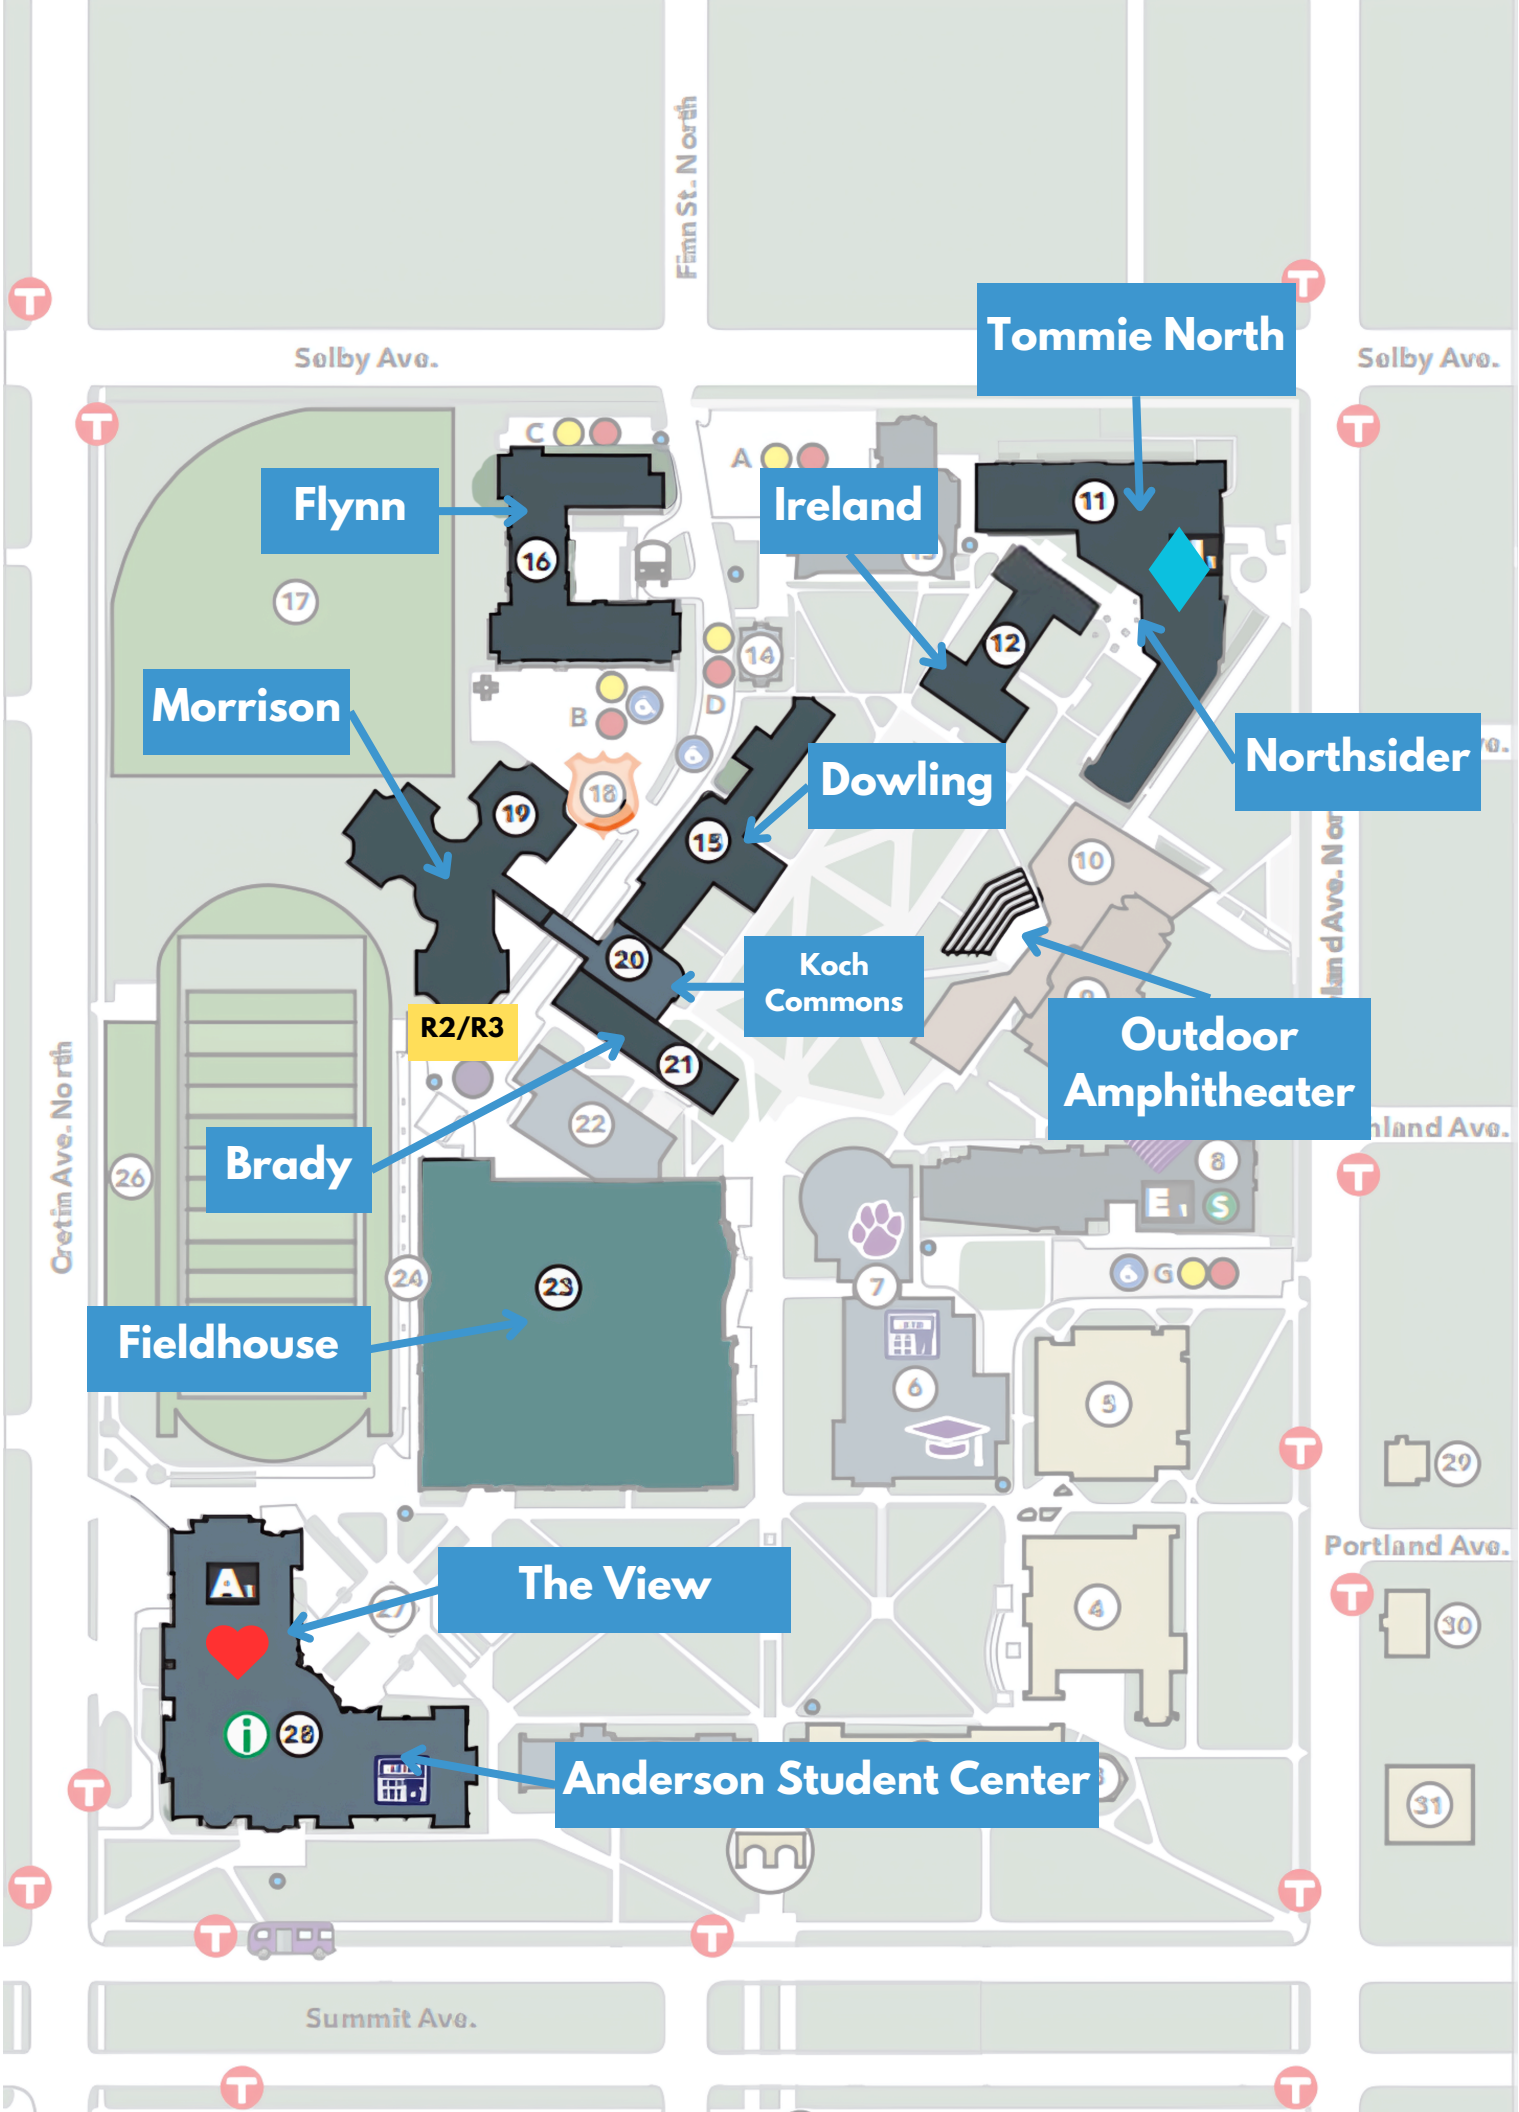 Finn St. North
Tommie North
Selby Ave.
Selby Ave.
C
A
Flynn
Ireland
11
16
17
12
14
Morrison
B
D
Northsider
Dowling
18
19
15
10
20
Koch
Commons
R2/R3
Outdoor
Amphitheater
21
22
Cretin Ave. North
Brady
26
8
E
S
24
23
7
G
Fieldhouse
6
5
29
Portland Ave.
The View
A
27
4
30
i
28
Anderson Student Center
31
Summit Ave.